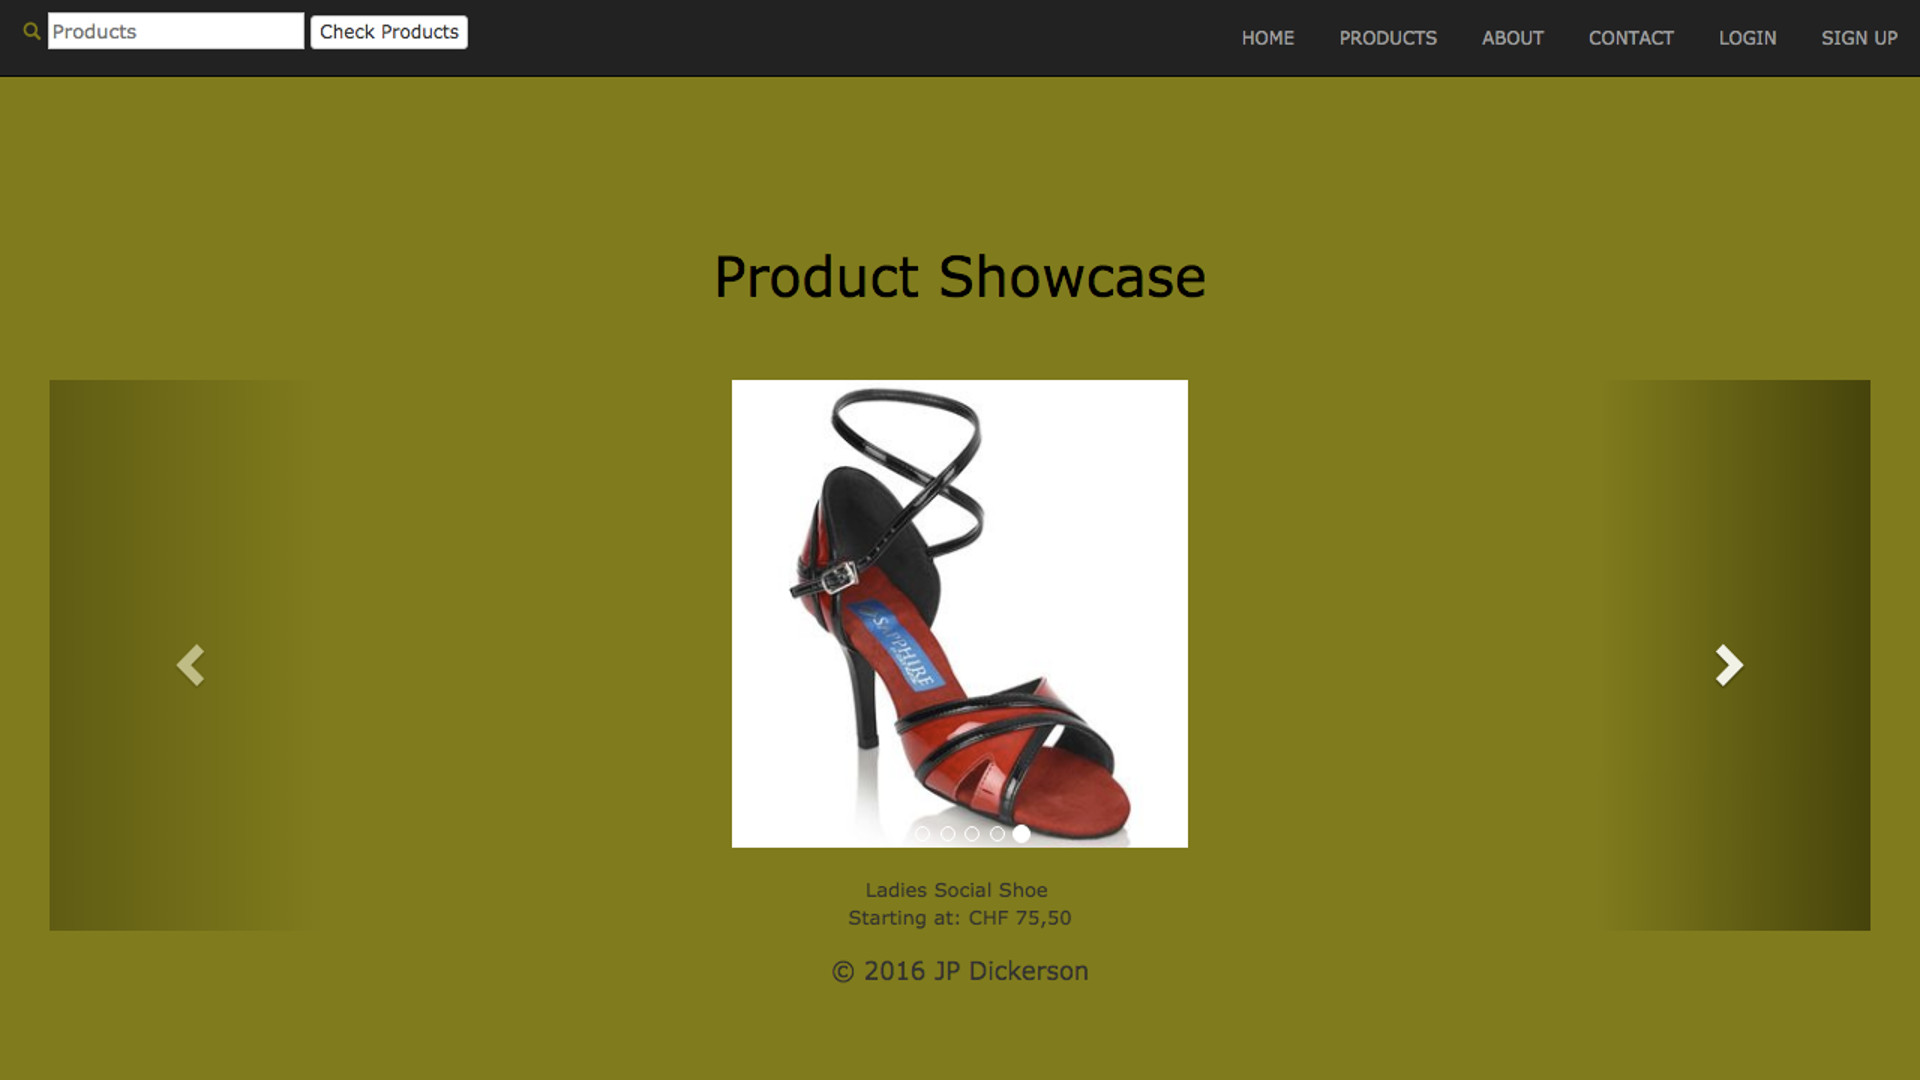 Products
Check Products
HOME
PRODUCTS
ABOUT
CONTACT
LOGIN
SIGN UP
Product Showcase
SAPPHIRE
Ladies Social Shoe
Starting at: CHF 75,50
© 2016 JP Dickerson